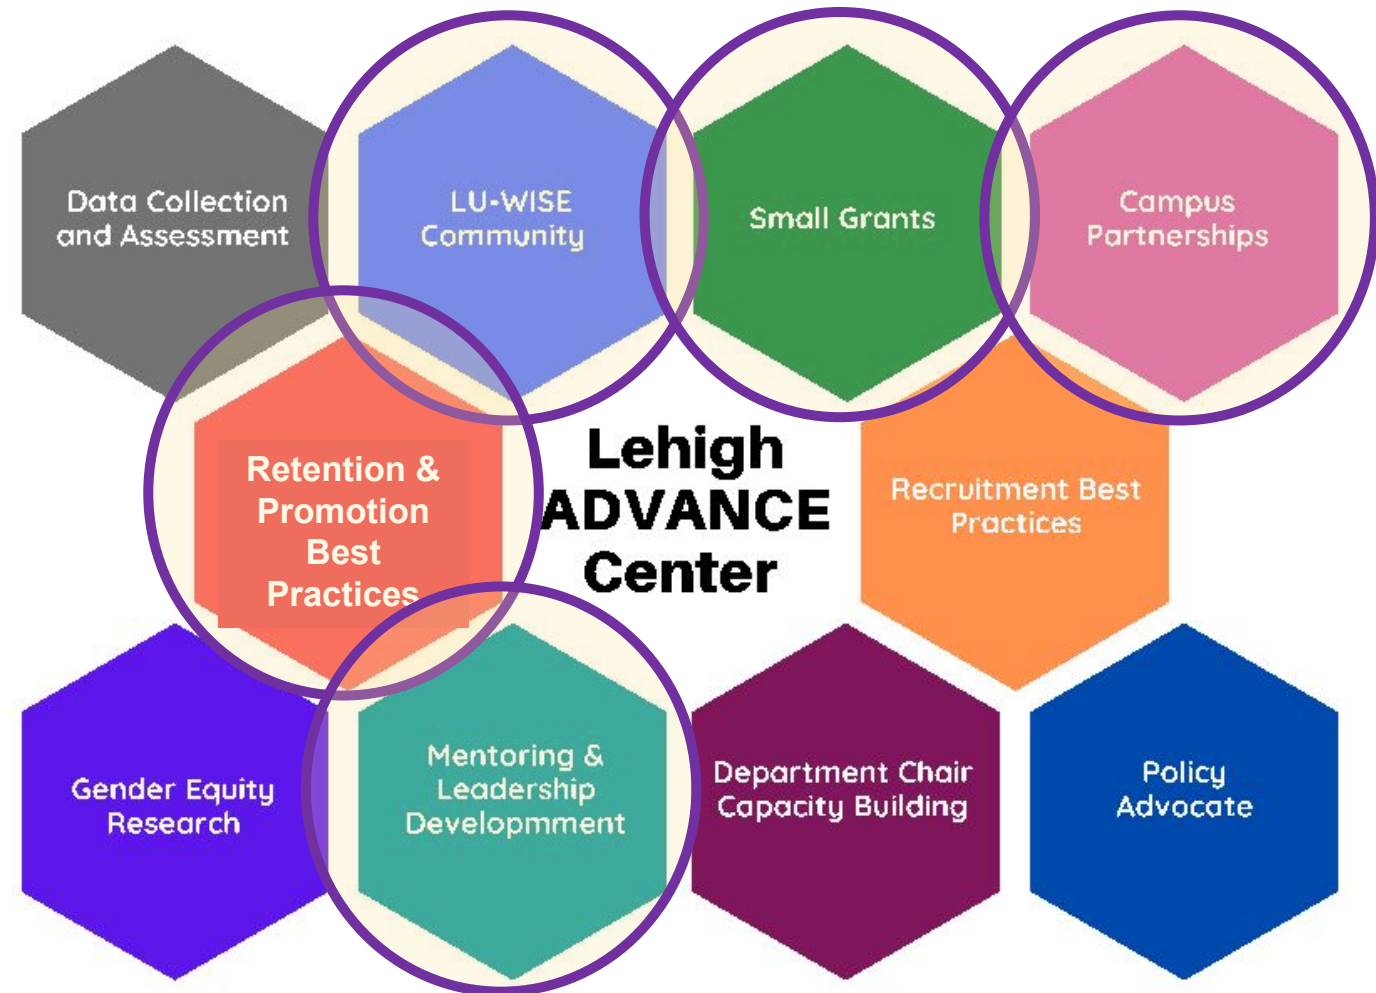 Data Collection
and Assessment
LU-WISE
Community
Small Grants
Campus
Partnerships
Retention &
Promotion
Best
Practices
Lehigh
ADVANCE
Center
Recruitment Best
Practices
Gender Equity
Research
Mentoring &
Leadership
Developmment
Department Chair
Capacity Building
Policy
Advocate